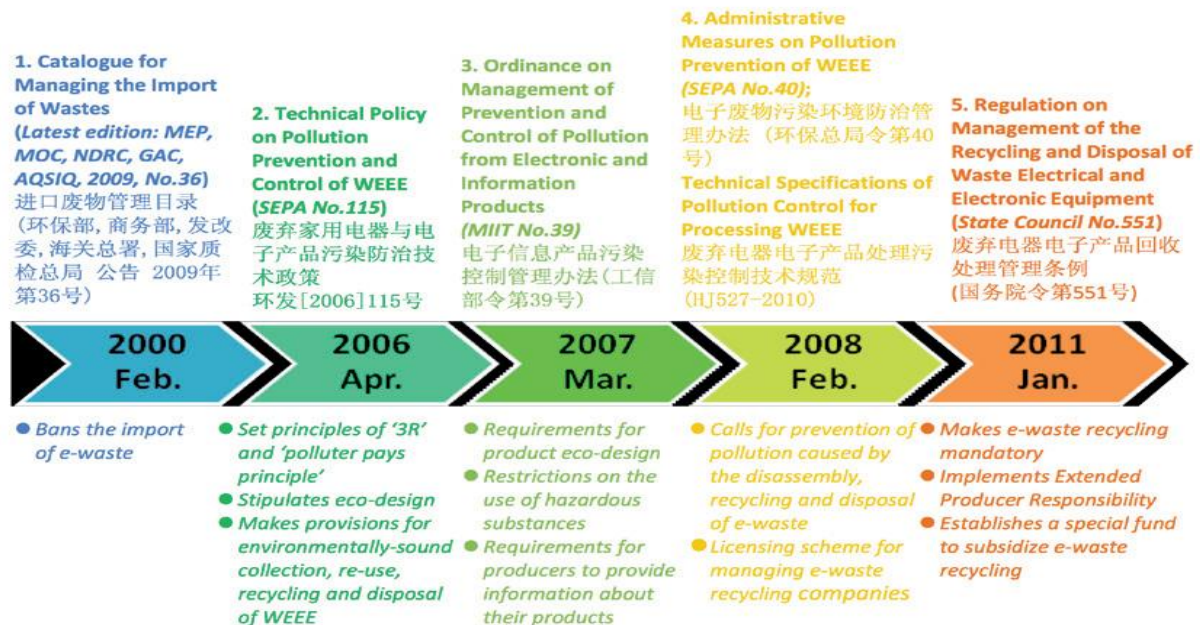 1. Catalogue for
Managing the Import
of Wastes
(Latest edition: MEP,
MOC, NDRC, GAC,
AQSIQ, 2009, No.36)
进口废物管理目录
(环保部, 商务部, 发改
委, 海关总署, 国家质
检总局 公告 2009年
第36号)
2. Technical Policy
on Pollution
Prevention and
Control of WEEE
(SEPA No.115)
废弃家用电器与电
子产品污染防治技
术政策
环发[2006]115号
3. Ordinance on
Management of
Prevention and
Control of Pollution
from Electronic and
Information
Products
(MIIT No.39)
电子信息产品污染
控制管理办法(工信
部令第39号)
4. Administrative
Measures on Pollution
Prevention of WEEE
(SEPA No.40);
电子废物污染环境防治管
理办法 (环保总局令第40
号)
Technical Specifications of
Pollution Control for
Processing WEEE
废弃电器电子产品处理污
染控制技术规范
(HJ527-2010)
5. Regulation on
Management of the
Recycling and Disposal of
Waste Electrical and
Electronic Equipment
(State Council No.551)
废弃电器电子产品回收
处理管理条例
(国务院令第551号)
2000
Feb.
2006
Apr.
2007
Mar.
2008
Feb.
2011
Jan.
● Bans the import
of e-waste
● Set principles of ‘3R’
and ‘polluter pays
principle’
● Stipulates eco-design
● Makes provisions for
environmentally-sound
collection, re-use,
recycling and disposal
of WEEE
● Requirements for
product eco-design
● Restrictions on the
use of hazardous
substances
● Requirements for
producers to provide
information about
their products
● Calls for prevention of
pollution caused by
the disassembly,
recycling and disposal
of e-waste
● Licensing scheme for
managing e-waste
recycling companies
● Makes e-waste recycling
mandatory
● Implements Extended
Producer Responsibility
● Establishes a special fund
to subsidize e-waste
recycling